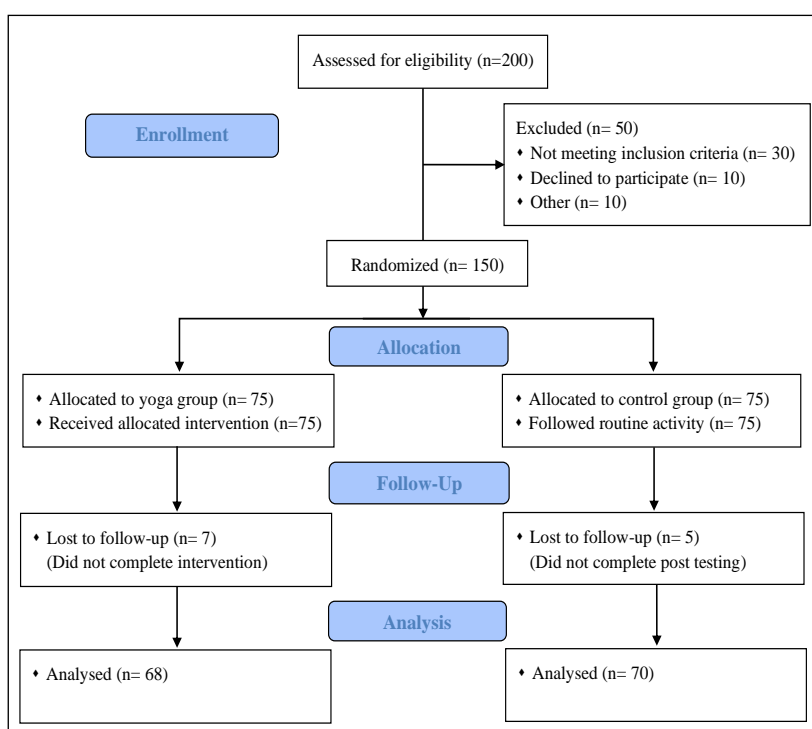 Assessed for eligibility (n=200)
Enrollment
Excluded (n= 50)
♦ Not meeting inclusion criteria (n= 30)
♦ Declined to participate (n= 10)
♦ Other (n= 10)
Randomized (n= 150)
Allocation
♦ Allocated to yoga group (n= 75)
♦ Received allocated intervention (n=75)
♦ Allocated to control group (n= 75)
♦ Followed routine activity (n= 75)
Follow-Up
♦ Lost to follow-up (n= 7)
(Did not complete intervention)
♦ Lost to follow-up (n= 5)
(Did not complete post testing)
Analysis
♦ Analysed (n= 68)
♦ Analysed (n= 70)